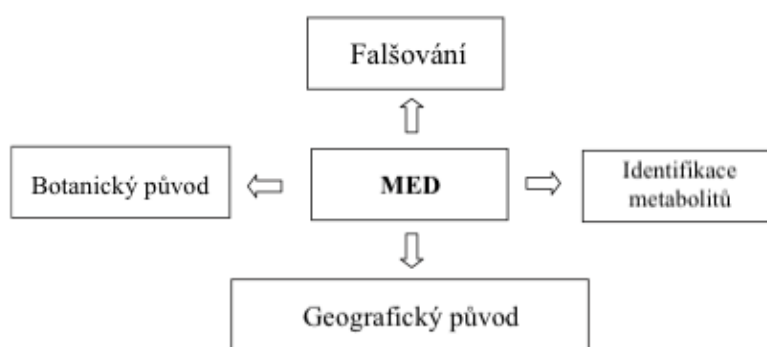 Falšování
Botanický původ
MED
Identifikace
metabolitů
Geografický původ